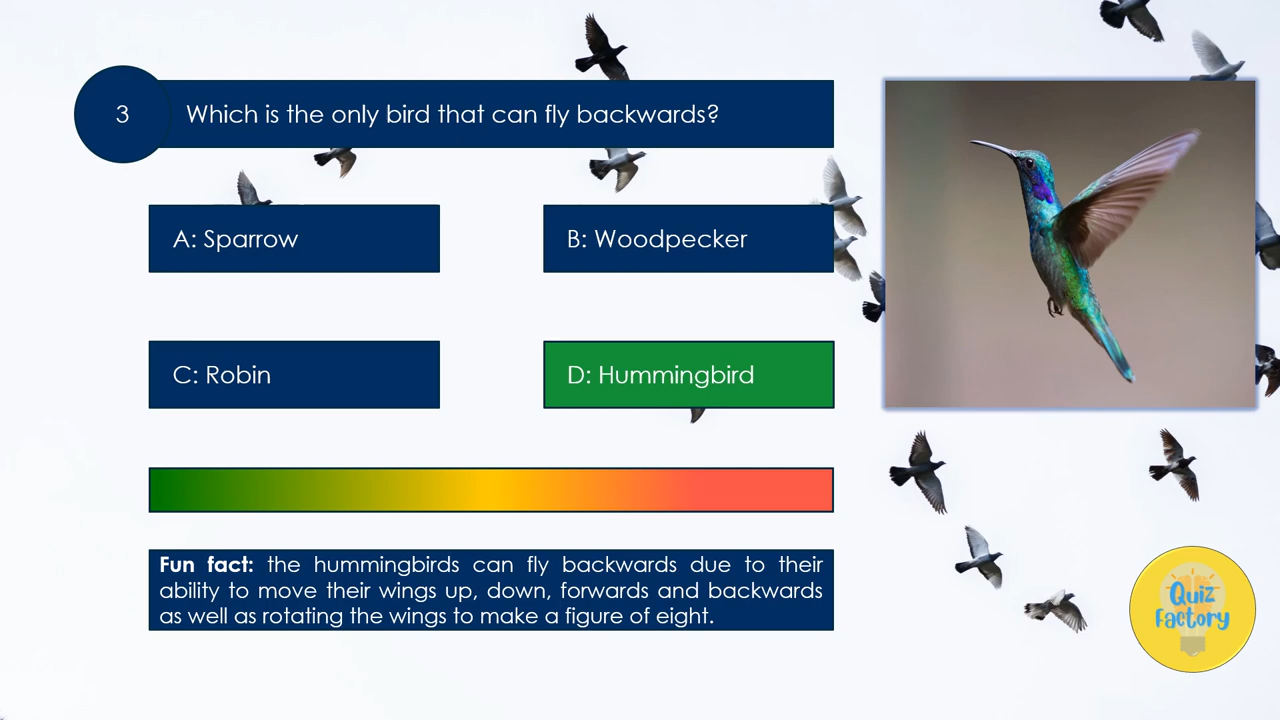 3
Which is the only bird that can fly backwards?
A: Sparrow
B: Woodpecker
C: Robin
D: Hummingbird
Fun fact: the hummingbirds can fly backwards due to their
ability to move their wings up, down, forwards and backwards
as well as rotating the wings to make a figure of eight.
Quiz
Factory